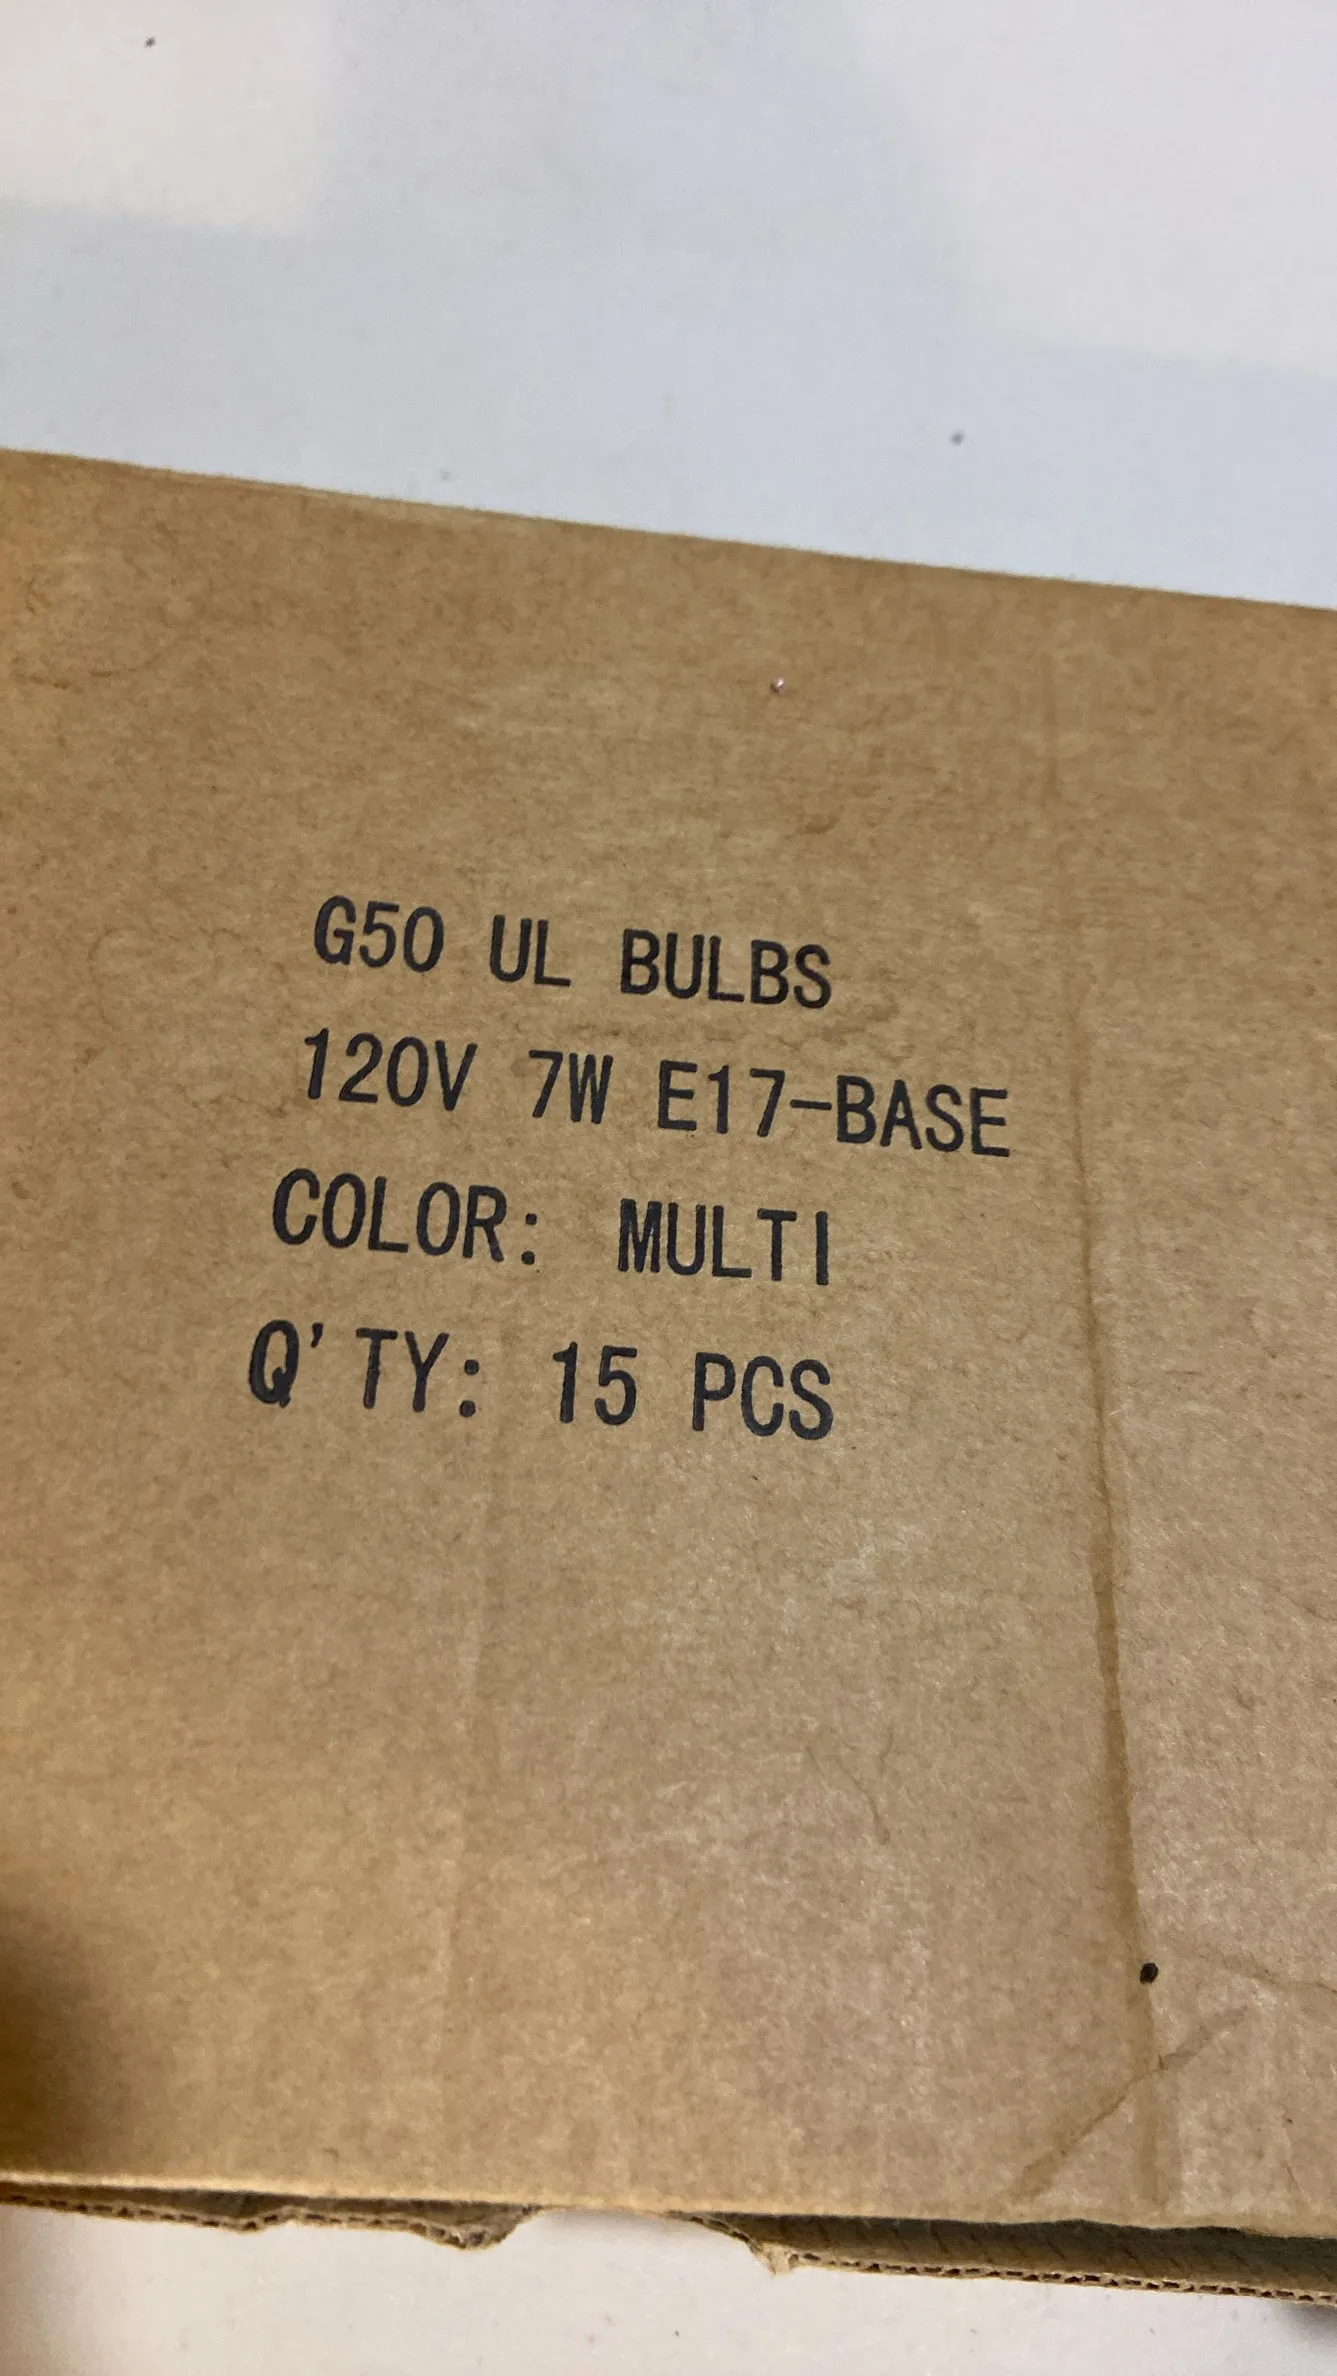 G50 UL BULBS
120V 7W E17-BASE
COLOR: MULTI
Q'TY: 15 PCS